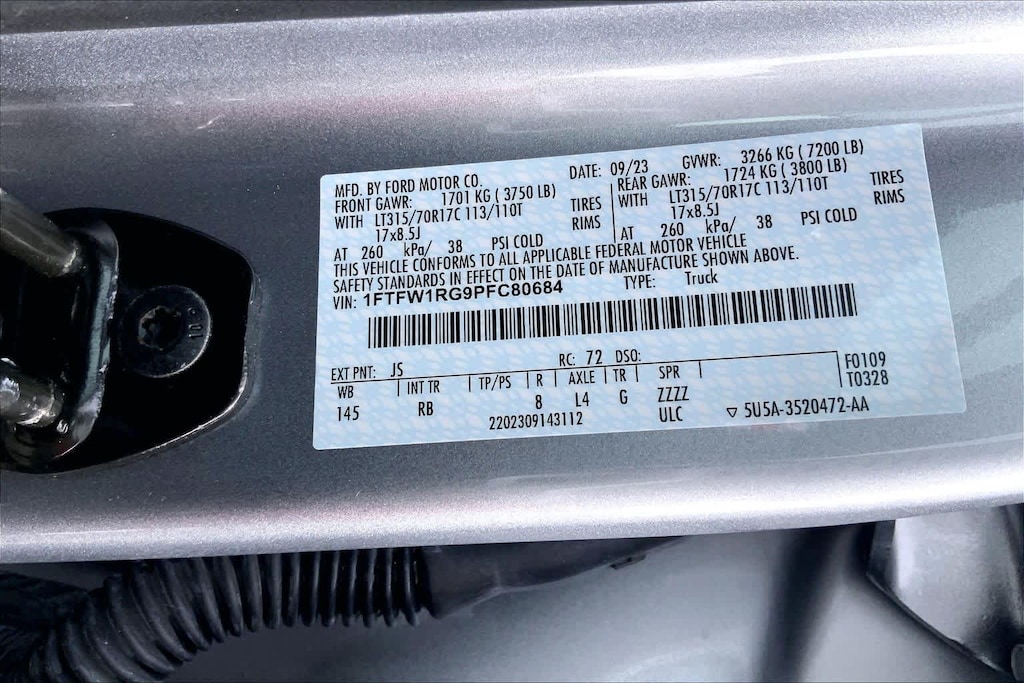 MFD. BY FORD MOTOR CO. DATE: 09/23 GVWR: 3266 KG ( 7200 LB)
FRONT GAWR: 1701 KG ( 3750 LB) REAR GAWR: 1724 KG ( 3800 LB)
WITH LT315/70R17C 113/110T TIRES WITH LT315/70R17C 113/110T TIRES
17x8.5J RIMS 17x8.5J RIMS
AT 260 kPa/ 38 PSI COLD AT 260 kPa/ 38 PSI COLD
THIS VEHICLE CONFORMS TO ALL APPLICABLE FEDERAL MOTOR VEHICLE
SAFETY STANDARDS IN EFFECT ON THE DATE OF MANUFACTURE SHOWN ABOVE.
VIN: 1FTFW1RG9PFC80684 TYPE: Truck
EXT PNT: JS RC: 72 DSO:
WB INT TR TP/PS R AXLE TR SPR F0109
145 RB 8 L4 G ZZZZ T0328
2202309143112 ULC ▽ 5U5A-3520472-AA
10.9